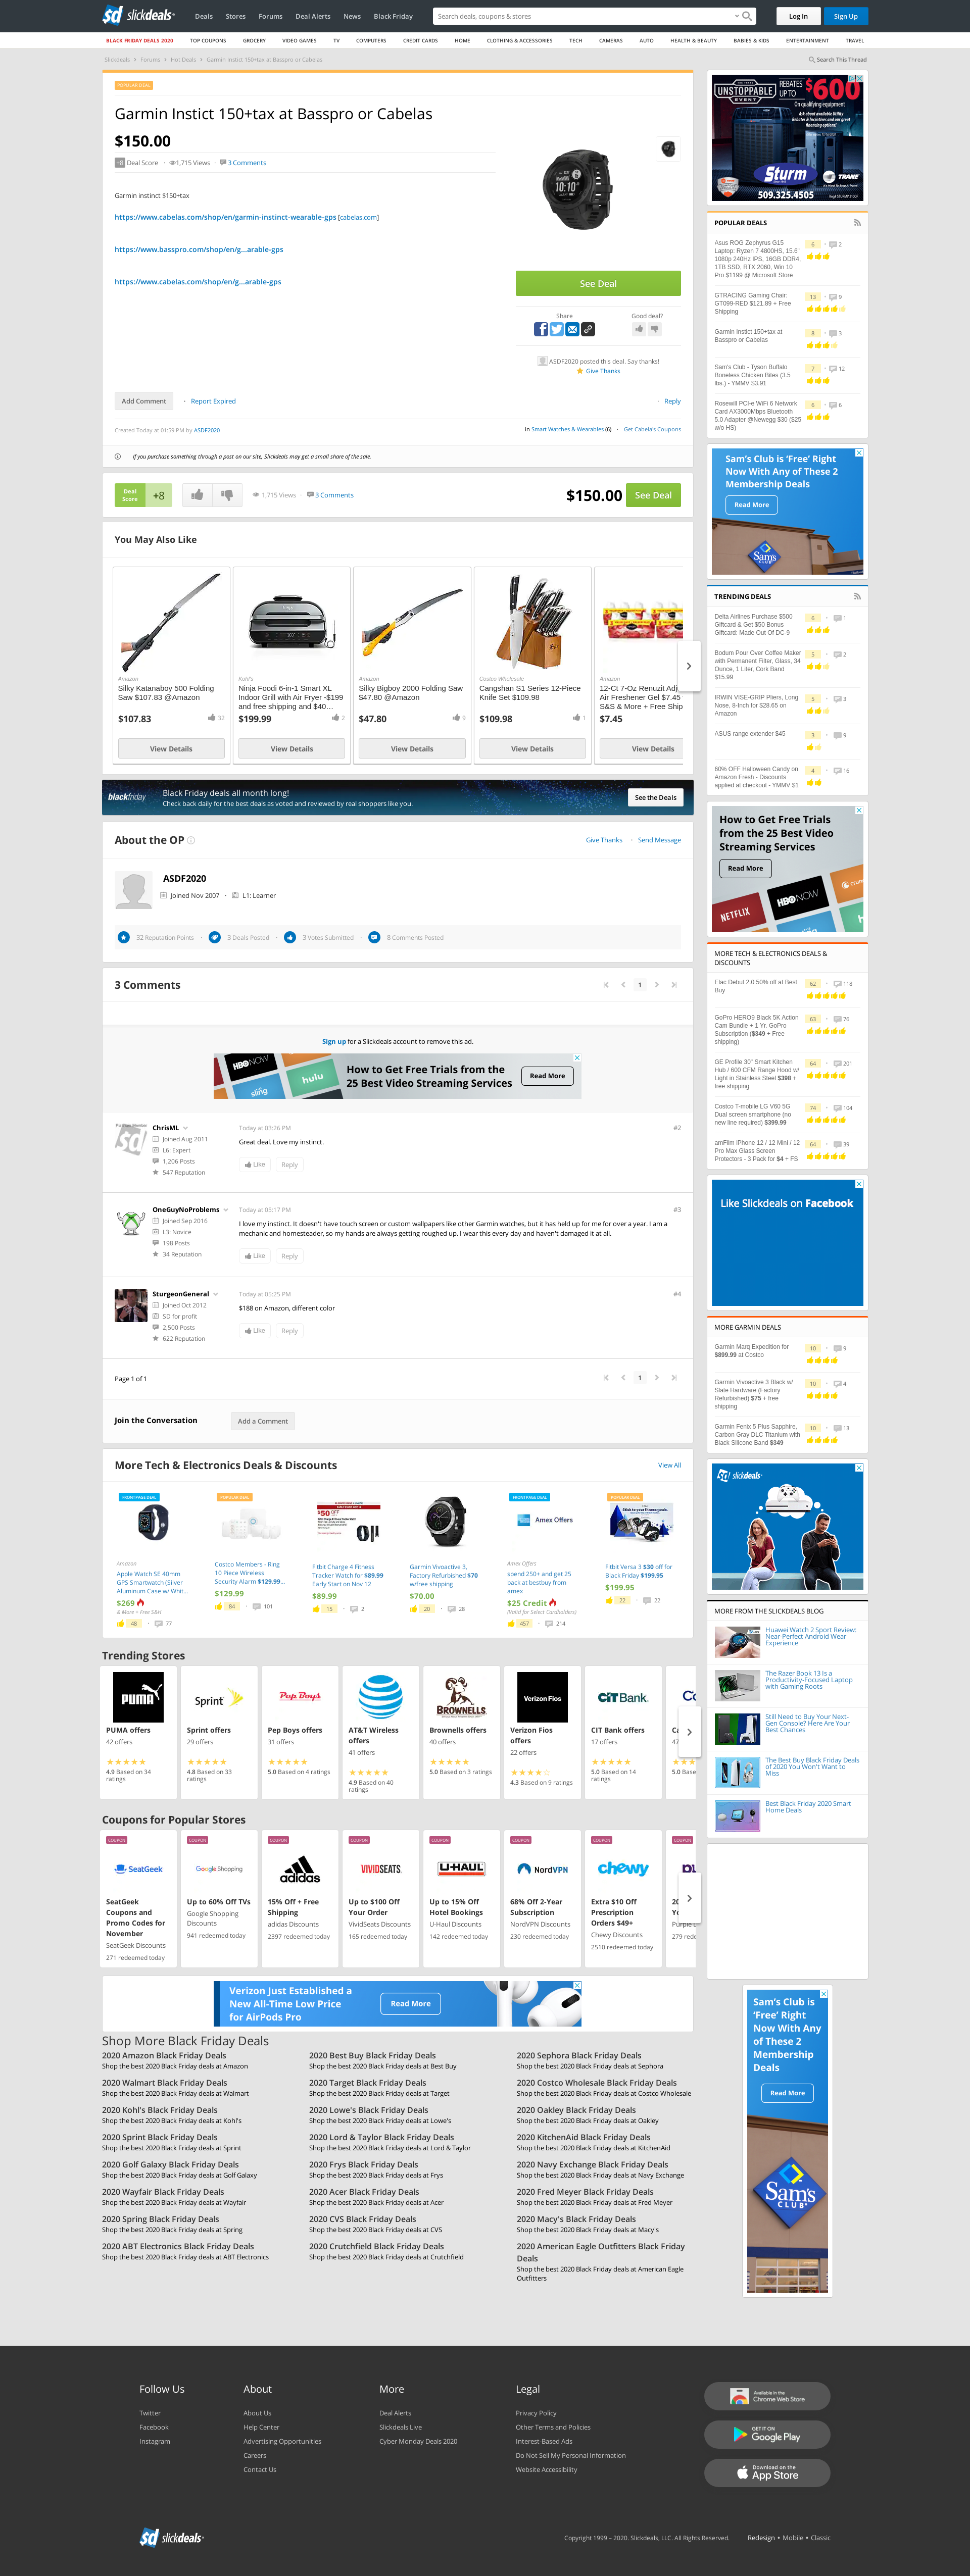 slickdeals
Deals
Stores
Forums
Deal Alerts
News
Black Friday
Search deals, coupons & stores
Log In
Sign Up
BLACK FRIDAY DEALS 2020
TOP COUPONS
GROCERY
VIDEO GAMES
TV
COMPUTERS
CREDIT CARDS
HOME
CLOTHING & ACCESSORIES
TECH
CAMERAS
AUTO
HEALTH & BEAUTY
BABIES & KIDS
ENTERTAINMENT
TRAVEL
Slickdeals › Forums › Hot Deals › Garmin Instict 150+tax at Basspro or Cabelas
Search This Thread
POPULAR DEAL
Garmin Instict 150+tax at Basspro or Cabelas
$150.00
+8 Deal Score · 1,715 Views · 3 Comments
Garmin instinct $150+tax
https://www.cabelas.com/shop/en/garmin-instinct-wearable-gps [cabelas.com]
https://www.basspro.com/shop/en/g...arable-gps
https://www.cabelas.com/shop/en/g...arable-gps
See Deal
Share
Good deal?
ASDF2020 posted this deal. Say thanks!
Give Thanks
Add Comment
Report Expired
Reply
Created Today at 01:59 PM by ASDF2020
in Smart Watches & Wearables (6) · Get Cabela's Coupons
If you purchase something through a post on our site, Slickdeals may get a small share of the sale.
Deal Score
+8
1,715 Views · 3 Comments
$150.00
See Deal
You May Also Like
Amazon
Silky Katanaboy 500 Folding Saw $107.83 @Amazon
$107.83
32
View Details
Kohl's
Ninja Foodi 6-in-1 Smart XL Indoor Grill with Air Fryer -$199 and free shipping and $40…
$199.99
2
View Details
Amazon
Silky Bigboy 2000 Folding Saw $47.80 @Amazon
$47.80
9
View Details
Costco Wholesale
Cangshan S1 Series 12-Piece Knife Set $109.98
$109.98
1
View Details
Amazon
12-Ct 7-Oz Renuzit Adj
Air Freshener Gel $7.45
S&S & More + Free Ship
$7.45
View Details
blackfriday
Black Friday deals all month long!
Check back daily for the best deals as voted and reviewed by real shoppers like you.
See the Deals
About the OP
Give Thanks · Send Message
ASDF2020
Joined Nov 2007 · L1: Learner
32 Reputation Points
3 Deals Posted
3 Votes Submitted
8 Comments Posted
3 Comments
1
Sign up for a Slickdeals account to remove this ad.
HBO NOW
sling
hulu
How to Get Free Trials from the
25 Best Video Streaming Services
Read More
ChrisML
Joined Aug 2011
L6: Expert
1,206 Posts
547 Reputation
Today at 03:26 PM
#2
Great deal. Love my instinct.
Like
Reply
OneGuyNoProblems
Joined Sep 2016
L3: Novice
198 Posts
34 Reputation
Today at 05:17 PM
#3
I love my instinct. It doesn't have touch screen or custom wallpapers like other Garmin watches, but it has held up for me for over a year. I am a
mechanic and homesteader, so my hands are always getting roughed up. I wear this every day and haven't damaged it at all.
Like
Reply
SturgeonGeneral
Joined Oct 2012
SD for profit
2,500 Posts
622 Reputation
Today at 05:25 PM
#4
$188 on Amazon, different color
Like
Reply
Page 1 of 1
1
Join the Conversation
Add a Comment
More Tech & Electronics Deals & Discounts
View All
FRONTPAGE DEAL
Amazon
Apple Watch SE 40mm GPS Smartwatch (Silver Aluminum Case w/ Whit...
$269
& More + Free S&H
48
77
POPULAR DEAL
Costco Members - Ring 10 Piece Wireless Security Alarm $129.99...
$129.99
84
101
$50 OFF
Fitbit Charge 4 Fitness Tracker Watch for $89.99 Early Start on Nov 12
$89.99
15
2
Garmin Vivoactive 3, Factory Refurbished $70 w/free shipping
$70.00
20
28
FRONTPAGE DEAL
Amex Offers
Amex Offers
spend 250+ and get 25 back at bestbuy from amex
$25 Credit
(Valid for Select Cardholders)
457
214
POPULAR DEAL
Fitbit Versa 3 $30 off for Black Friday $199.95
$199.95
22
22
Trending Stores
PUMA
PUMA offers
42 offers
4.9 Based on 34 ratings
Sprint
Sprint offers
29 offers
4.8 Based on 33 ratings
Pep Boys
Pep Boys offers
31 offers
5.0 Based on 4 ratings
AT&T Wireless offers
41 offers
4.9 Based on 40 ratings
BROWNELLS
Brownells offers
40 offers
5.0 Based on 3 ratings
Verizon Fios
Verizon Fios offers
22 offers
4.3 Based on 9 ratings
CIT Bank
CIT Bank offers
17 offers
5.0 Based on 14 ratings
Coupons for Popular Stores
COUPON
SeatGeek
SeatGeek Coupons and Promo Codes for November
SeatGeek Discounts
271 redeemed today
COUPON
Google Shopping
Up to 60% Off TVs
Google Shopping Discounts
941 redeemed today
COUPON
adidas
15% Off + Free Shipping
adidas Discounts
2397 redeemed today
VIVIDSEATS
Up to $100 Off Your Order
VividSeats Discounts
165 redeemed today
COUPON
U-HAUL
Up to 15% Off Hotel Bookings
U-Haul Discounts
142 redeemed today
COUPON
NordVPN
68% Off 2-Year Subscription
NordVPN Discounts
230 redeemed today
COUPON
chewy
Extra $10 Off Prescription Orders $49+
Chewy Discounts
2510 redeemed today
COUPON
Verizon Just Established a
New All-Time Low Price
for AirPods Pro
Read More
Shop More Black Friday Deals
2020 Amazon Black Friday Deals
Shop the best 2020 Black Friday deals at Amazon
2020 Walmart Black Friday Deals
Shop the best 2020 Black Friday deals at Walmart
2020 Kohl's Black Friday Deals
Shop the best 2020 Black Friday deals at Kohl's
2020 Sprint Black Friday Deals
Shop the best 2020 Black Friday deals at Sprint
2020 Golf Galaxy Black Friday Deals
Shop the best 2020 Black Friday deals at Golf Galaxy
2020 Wayfair Black Friday Deals
Shop the best 2020 Black Friday deals at Wayfair
2020 Spring Black Friday Deals
Shop the best 2020 Black Friday deals at Spring
2020 ABT Electronics Black Friday Deals
Shop the best 2020 Black Friday deals at ABT Electronics
2020 Best Buy Black Friday Deals
Shop the best 2020 Black Friday deals at Best Buy
2020 Target Black Friday Deals
Shop the best 2020 Black Friday deals at Target
2020 Lowe's Black Friday Deals
Shop the best 2020 Black Friday deals at Lowe's
2020 Lord & Taylor Black Friday Deals
Shop the best 2020 Black Friday deals at Lord & Taylor
2020 Frys Black Friday Deals
Shop the best 2020 Black Friday deals at Frys
2020 Acer Black Friday Deals
Shop the best 2020 Black Friday deals at Acer
2020 CVS Black Friday Deals
Shop the best 2020 Black Friday deals at CVS
2020 Crutchfield Black Friday Deals
Shop the best 2020 Black Friday deals at Crutchfield
2020 Sephora Black Friday Deals
Shop the best 2020 Black Friday deals at Sephora
2020 Costco Wholesale Black Friday Deals
Shop the best 2020 Black Friday deals at Costco Wholesale
2020 Oakley Black Friday Deals
Shop the best 2020 Black Friday deals at Oakley
2020 KitchenAid Black Friday Deals
Shop the best 2020 Black Friday deals at KitchenAid
2020 Navy Exchange Black Friday Deals
Shop the best 2020 Black Friday deals at Navy Exchange
2020 Fred Meyer Black Friday Deals
Shop the best 2020 Black Friday deals at Fred Meyer
2020 Macy's Black Friday Deals
Shop the best 2020 Black Friday deals at Macy's
2020 American Eagle Outfitters Black Friday Deals
Shop the best 2020 Black Friday deals at American Eagle Outfitters
UNSTOPPABLE
EVENT
REBATES UP TO $600
On qualifying equipment
Sturm
TRANE
509.325.4505
POPULAR DEALS
Asus ROG Zephyrus G15 Laptop: Ryzen 7 4800HS, 15.6" 1080p 240Hz IPS, 16GB DDR4, 1TB SSD, RTX 2060, Win 10 Pro $1199 @ Microsoft Store
6
2
GTRACING Gaming Chair: GT099-RED $121.89 + Free Shipping
13
9
Garmin Instict 150+tax at Basspro or Cabelas
8
3
Sam's Club - Tyson Buffalo Boneless Chicken Bites (3.5 lbs.) - YMMV $3.91
7
12
Rosewill PCI-e WiFi 6 Network Card AX3000Mbps Bluetooth 5.0 Adapter @Newegg $30 ($25 w/o HS)
6
6
Sam's Club is 'Free' Right
Now With Any of These 2
Membership Deals
Read More
Sam's
TRENDING DEALS
Delta Airlines Purchase $500 Giftcard & Get $50 Bonus Giftcard: Made Out Of DC-9
6
1
Bodum Pour Over Coffee Maker with Permanent Filter, Glass, 34 Ounce, 1 Liter, Cork Band $15.99
5
2
IRWIN VISE-GRIP Pliers, Long Nose, 8-Inch for $28.65 on Amazon
5
3
ASUS range extender $45
3
9
60% OFF Halloween Candy on Amazon Fresh - Discounts applied at checkout - YMMV $1
4
16
How to Get Free Trials
from the 25 Best Video
Streaming Services
Read More
NETFLIX
HBO NOW
MORE TECH & ELECTRONICS DEALS & DISCOUNTS
Elac Debut 2.0 50% off at Best Buy
62
118
GoPro HERO9 Black 5K Action Cam Bundle + 1 Yr. GoPro Subscription ($349 + Free shipping)
63
76
GE Profile 30" Smart Kitchen Hub / 600 CFM Range Hood w/ Light in Stainless Steel $398 + free shipping
64
201
Costco T-mobile LG V60 5G Dual screen smartphone (no new line required) $399.99
74
104
amFilm iPhone 12 / 12 Mini / 12 Pro Max Glass Screen Protectors - 3 Pack for $4 + FS
64
39
Like Slickdeals on Facebook
MORE GARMIN DEALS
Garmin Marq Expedition for $899.99 at Costco
10
9
Garmin Vivoactive 3 Black w/ Slate Hardware (Factory Refurbished) $75 + free shipping
10
4
Garmin Fenix 5 Plus Sapphire, Carbon Gray DLC Titanium with Black Silicone Band $349
10
13
slickdeals
MORE FROM THE SLICKDEALS BLOG
Huawei Watch 2 Sport Review: Near-Perfect Android Wear Experience
The Razer Book 13 Is a Productivity-Focused Laptop with Gaming Roots
Still Need to Buy Your Next-Gen Console? Here Are Your Best Chances
The Best Buy Black Friday Deals of 2020 You Won't Want to Miss
Best Black Friday 2020 Smart Home Deals
Sam's Club is
'Free' Right
Now With Any
of These 2
Membership
Deals
Read More
Sam's CLUB
Follow Us
Twitter
Facebook
Instagram
About
About Us
Help Center
Advertising Opportunities
Careers
Contact Us
More
Deal Alerts
Slickdeals Live
Cyber Monday Deals 2020
Legal
Privacy Policy
Other Terms and Policies
Interest-Based Ads
Do Not Sell My Personal Information
Website Accessibility
Available in the
Chrome Web Store
GET IT ON
Google Play
Download on the
App Store
slickdeals
Copyright 1999 – 2020. Slickdeals, LLC. All Rights Reserved.
Redesign • Mobile • Classic